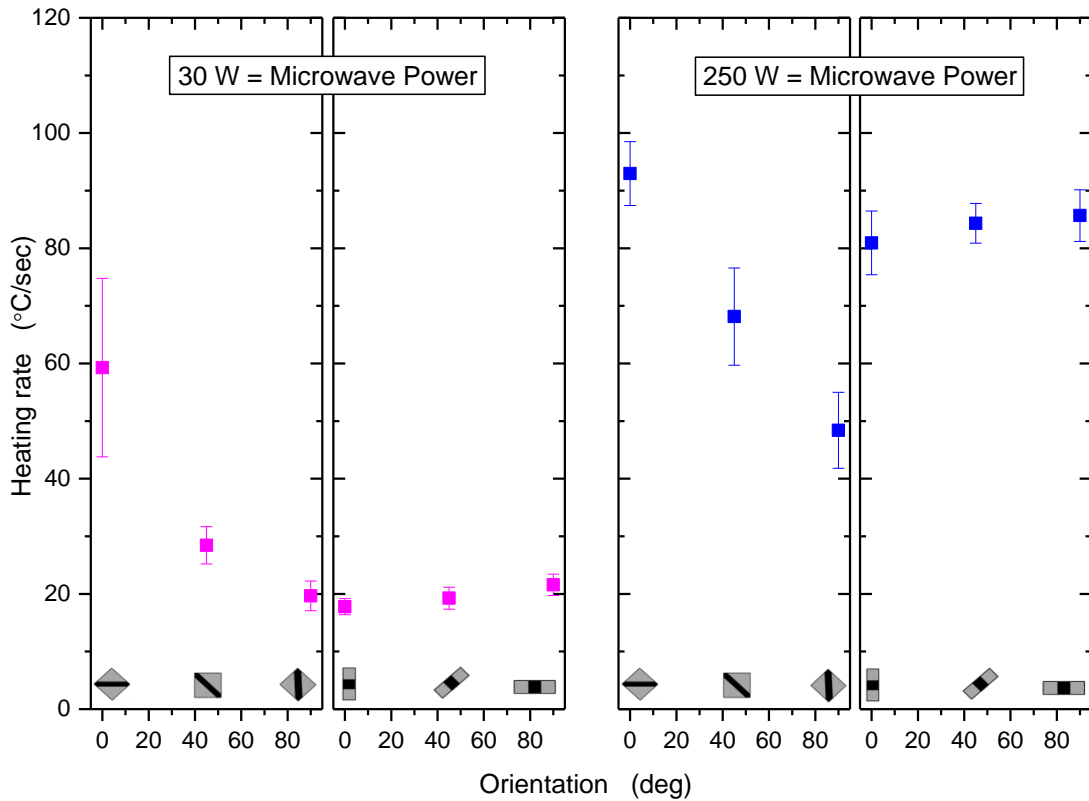 120
100
80
60
40
20
0
Heating rate (°C/sec)
30 W = Microwave Power
250 W = Microwave Power
0 20 40 60 80 0 20 40 60 80 0 20 40 60 80 0 20 40 60 80
Orientation (deg)